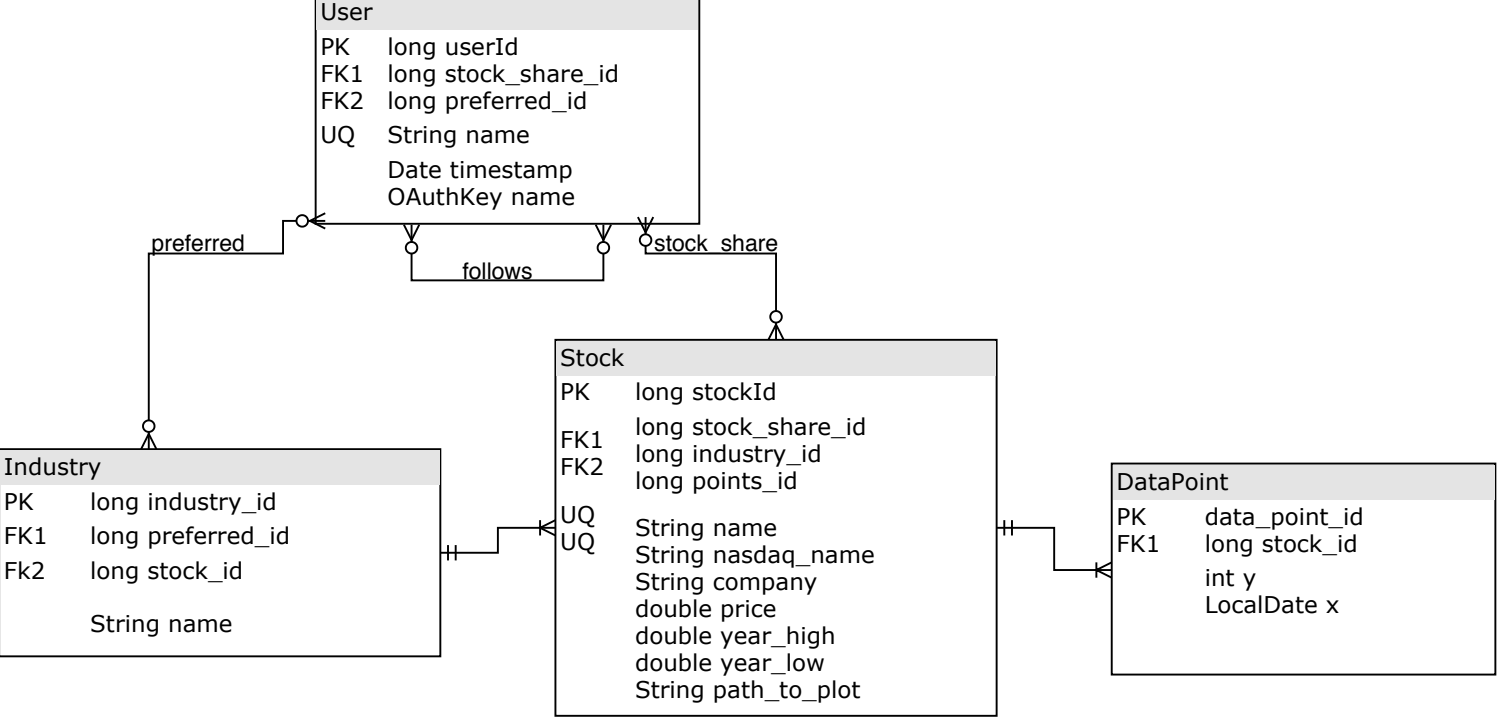 User
PK long userId
FK1 long stock_share_id
FK2 long preferred_id
UQ String name
Date timestamp
OAuthKey name
preferred
follows
stock_share
Stock
PK long stockId
long stock_share_id
FK1
long industry_id
FK2
long points_id
UQ
String name
UQ
String nasdaq_name
String company
double price
double year_high
double year_low
String path_to_plot
Industry
PK long industry_id
FK1 long preferred_id
Fk2 long stock_id
String name
DataPoint
PK data_point_id
FK1 long stock_id
int y
LocalDate x